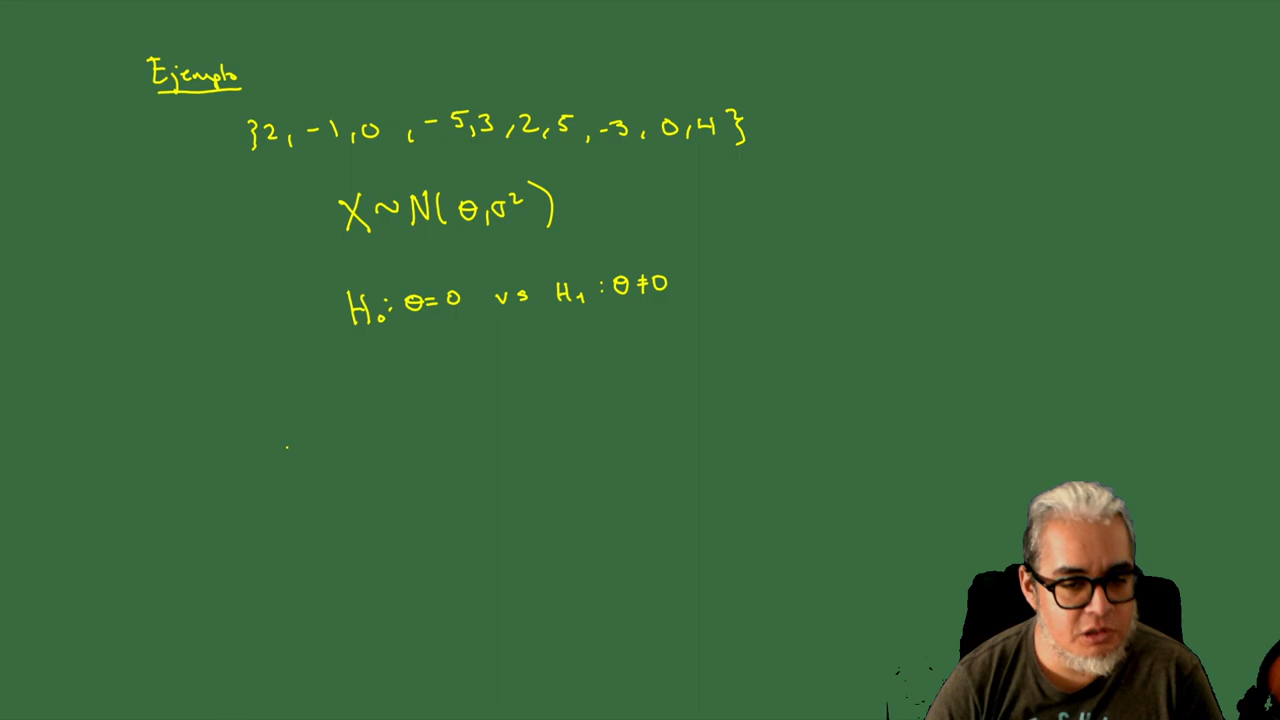 Ejemplo
{2, -1, 0, -5, 3, 2, 5, -3, 0, 4}
X ~ N(θ, σ²)
H₀: θ = 0 vs H₁: θ ≠ 0